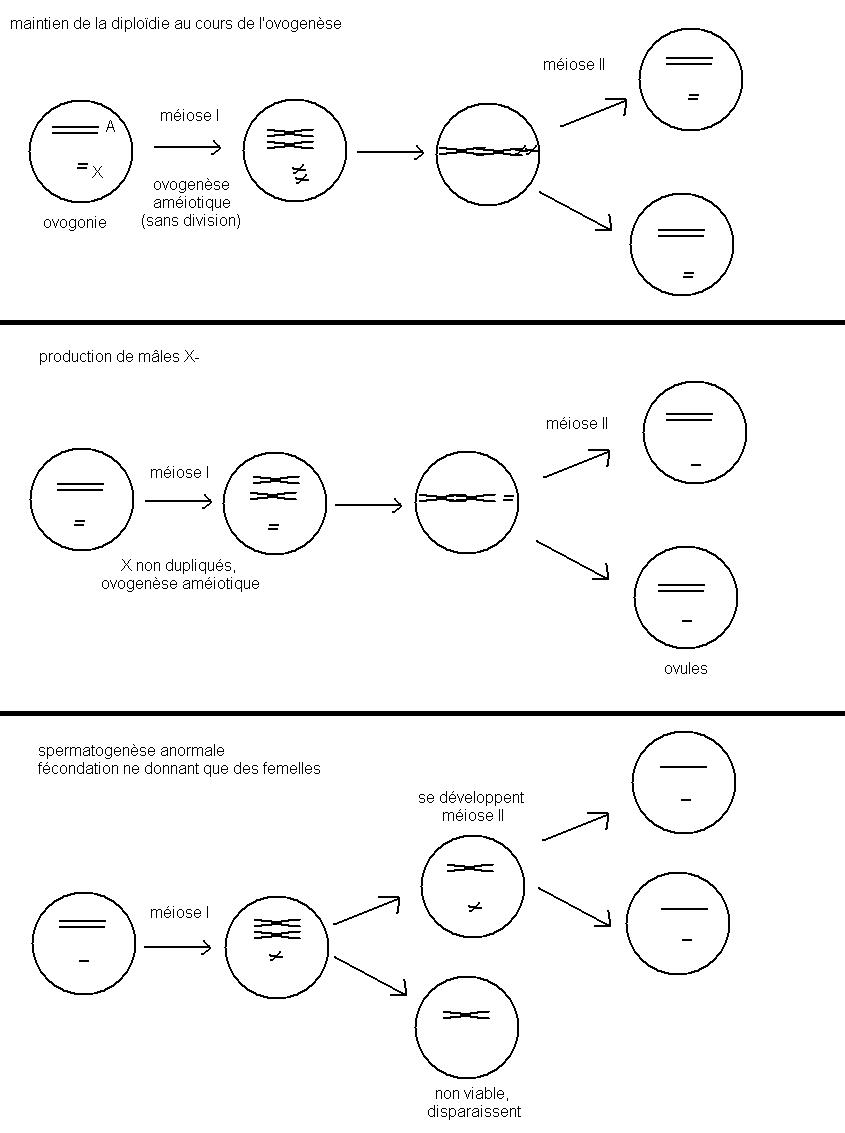 maintien de la diploïdie au cours de l'ovogenèse
méiose II
méiose I
A
X
ovogenèse
améiotique
(sans division)
ovogonie
production de mâles X-
méiose II
méiose I
X non dupliqués,
ovogenèse améiotique
ovules
spermatogenèse anormale
fécondation ne donnant que des femelles
se développent
méiose II
méiose I
non viable,
disparaissent